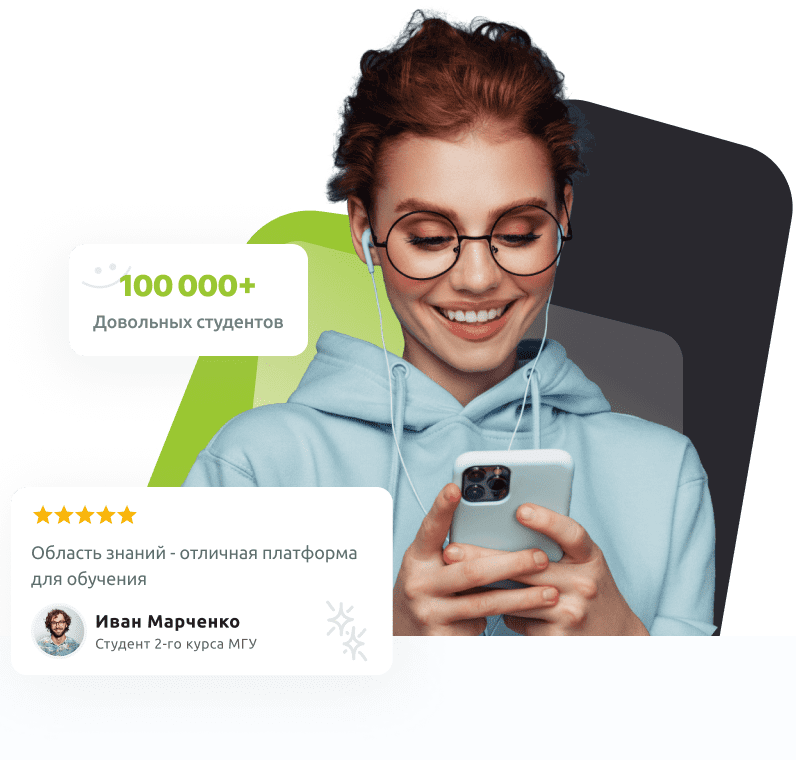 100 000+
Довольных студентов
Область знаний - отличная платформа
для обучения
Иван Марченко
Студент 2-го курса МГУ